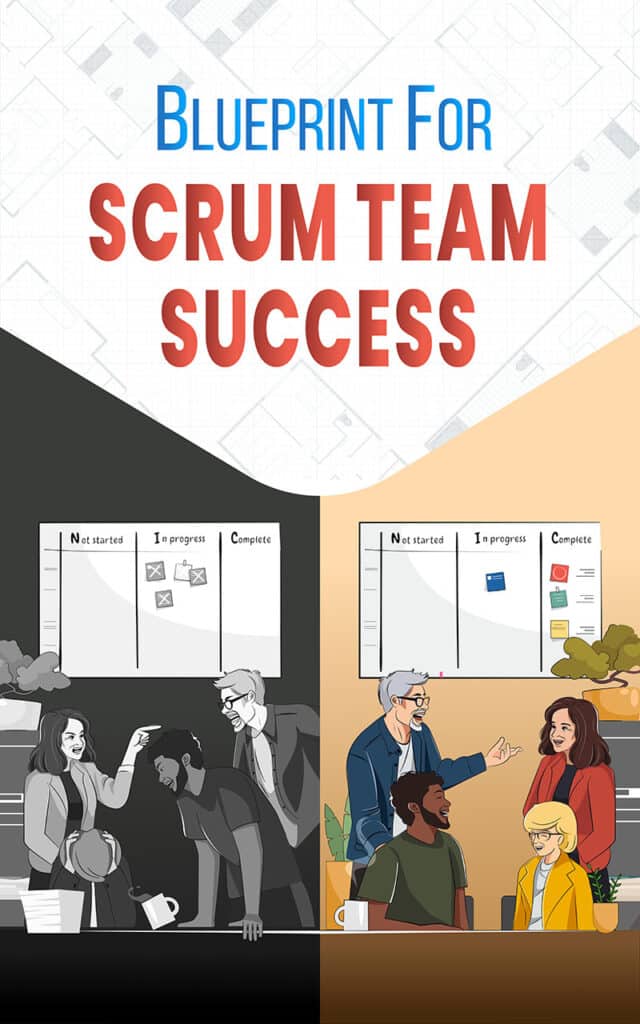 BLUEPRINT FOR
SCRUM TEAM
SUCCESS
Not started
In progress
Complete
Not started
In progress
Complete